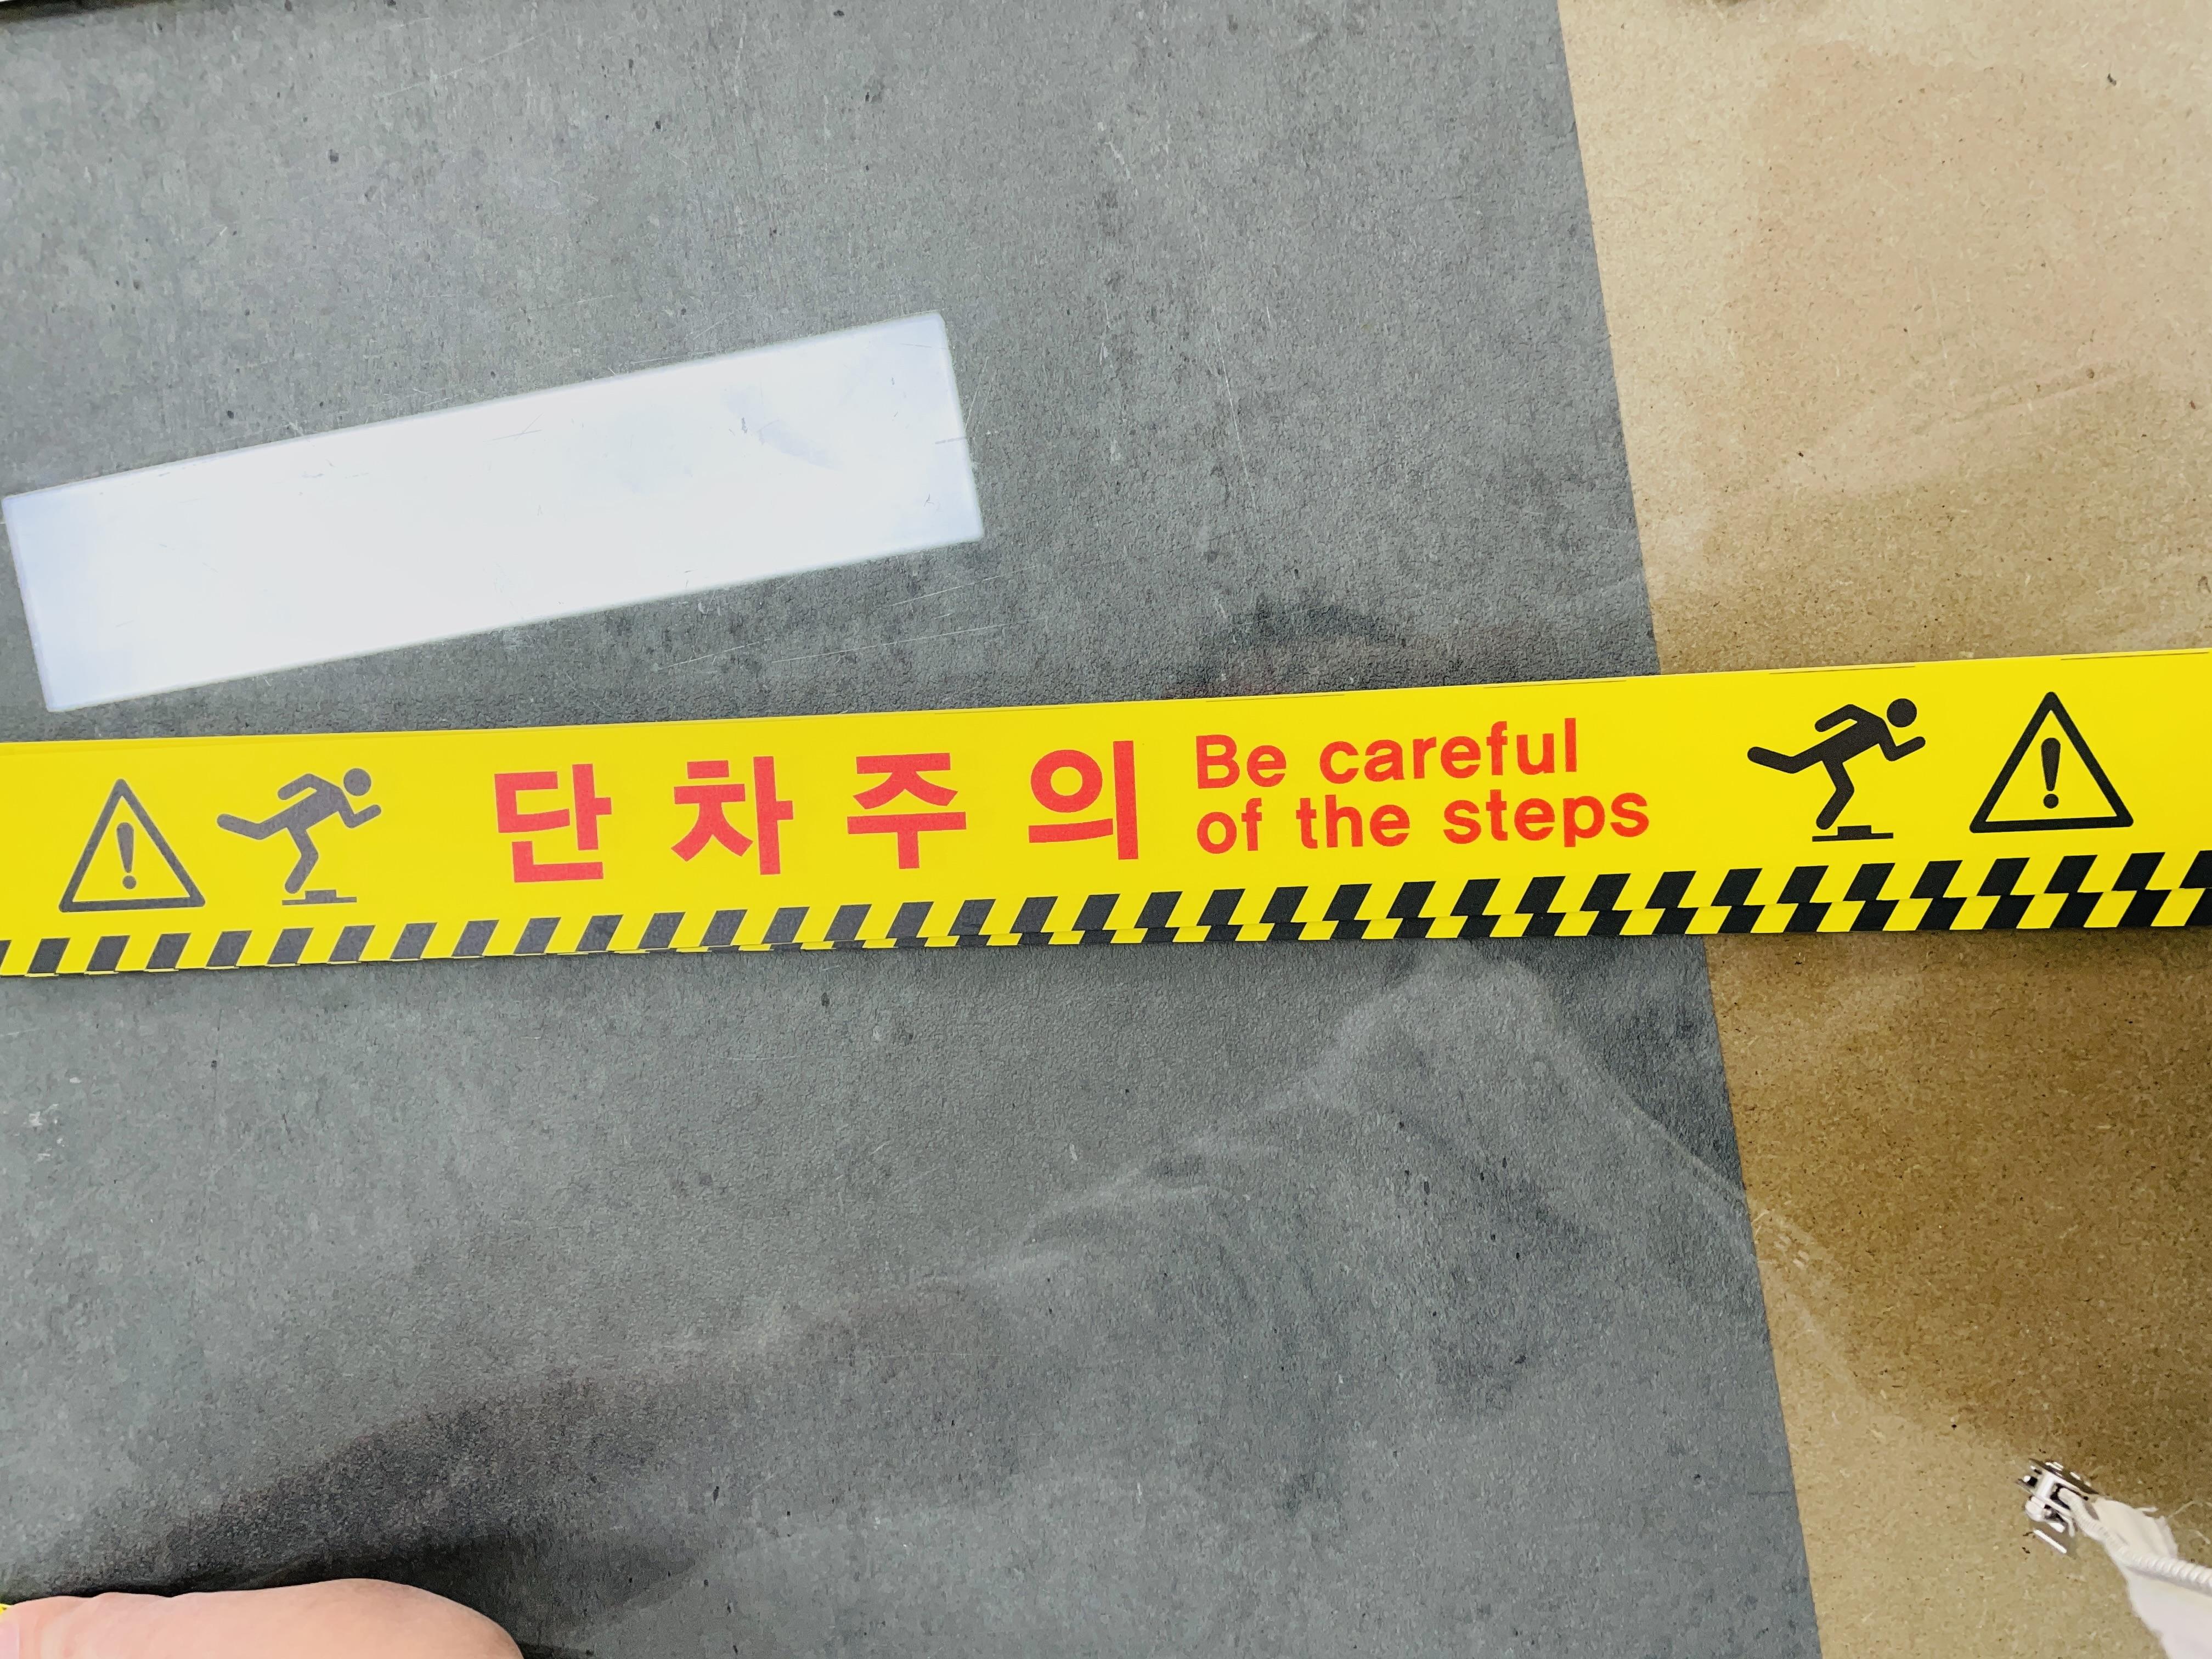 단차주의
Be careful
of the steps